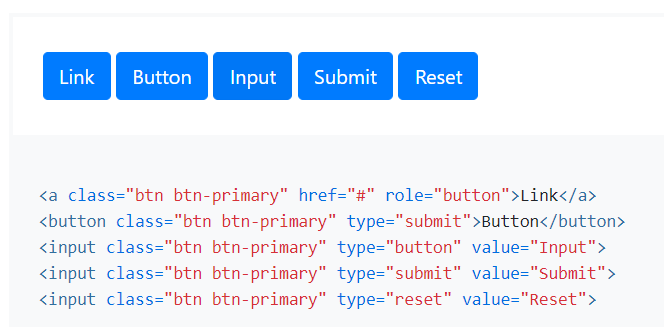 Link Button Input Submit Reset
<a class="btn btn-primary" href="#" role="button">Link</a>
<button class="btn btn-primary" type="submit">Button</button>
<input class="btn btn-primary" type="button" value="Input">
<input class="btn btn-primary" type="submit" value="Submit">
<input class="btn btn-primary" type="reset" value="Reset">